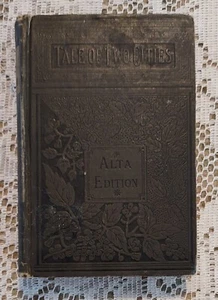 TALE OF TWO CITIES
ALTA
EDITION